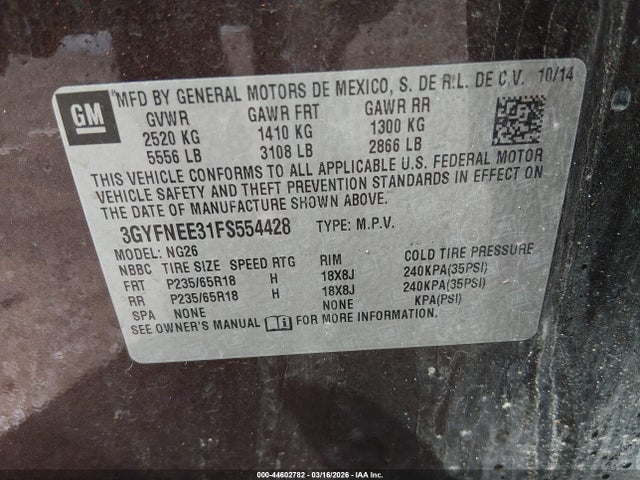 GM
MFD BY GENERAL MOTORS DE MEXICO, S. DE R.L. DE C.V. 10/14
GVWR GAWR FRT GAWR RR
2520 KG 1410 KG 1300 KG
5556 LB 3108 LB 2866 LB
THIS VEHICLE CONFORMS TO ALL APPLICABLE U.S. FEDERAL MOTOR
VEHICLE SAFETY AND THEFT PREVENTION STANDARDS IN EFFECT ON
THE DATE OF MANUFACTURE SHOWN ABOVE.
3GYFNEE31FS554428 TYPE: M.P.V.
MODEL: NG26
NBBC TIRE SIZE SPEED RTG RIM COLD TIRE PRESSURE
FRT P235/65R18 H 18X8J 240KPA(35PSI)
RR P235/65R18 H 18X8J 240KPA(35PSI)
SPA NONE NONE KPA(PSI)
SEE OWNER'S MANUAL FOR MORE INFORMATION.
000-44602782 - 03/16/2026 - IAA Inc.